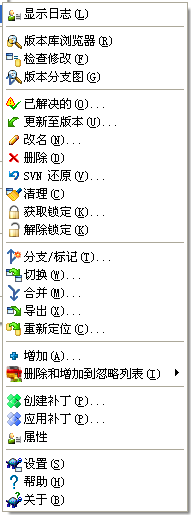 显示日志(L)
版本库浏览器(R)
检查修改(F)
版本分支图(G)
已解决的(O)...
更新至版本(U)...
改名(N)...
删除(D)
SVN 还原(V)...
清理(C)
获取锁定(K)...
解除锁定(K)
分支/标记(T)...
切换(W)...
合并(M)...
导出(X)...
重新定位(C)...
增加(A)...
删除和增加到忽略列表(I)
创建补丁(P)...
应用补丁(P)...
属性
设置(S)
帮助(H)
关于(B)